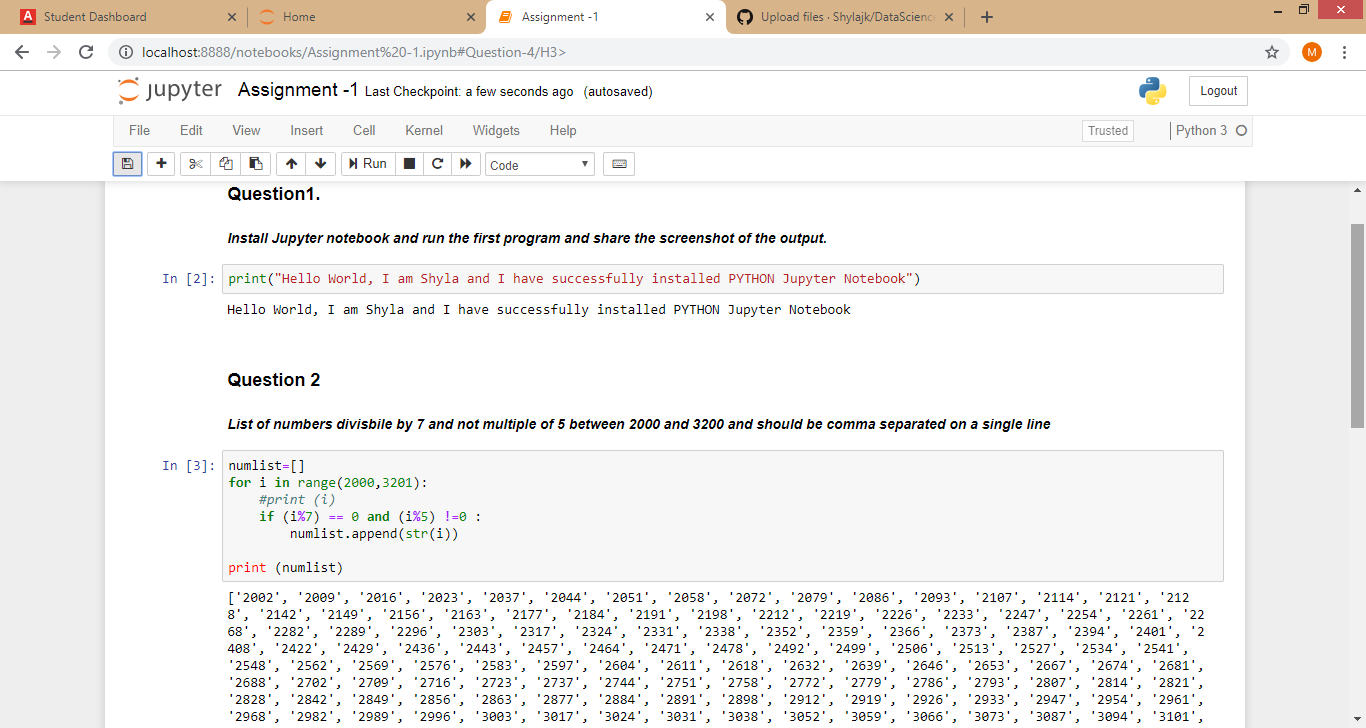 Student Dashboard
Home
Assignment -1
Upload files · Shylajk/DataScienc
localhost:8888/notebooks/Assignment%20-1.ipynb#Question-4/H3>
M
jupyter Assignment -1 Last Checkpoint: a few seconds ago (autosaved)
Logout
File Edit View Insert Cell Kernel Widgets Help
Trusted
Python 3
Run
Code
Question1.
Install Jupyter notebook and run the first program and share the screenshot of the output.
In [2]: print("Hello World, I am Shyla and I have successfully installed PYTHON Jupyter Notebook")
Hello World, I am Shyla and I have successfully installed PYTHON Jupyter Notebook
Question 2
List of numbers divisbile by 7 and not multiple of 5 between 2000 and 3200 and should be comma separated on a single line
In [3]: numlist=[]
for i in range(2000,3201):
    #print (i)
    if (i%7) == 0 and (i%5) !=0 :
        numlist.append(str(i))
print (numlist)
['2002', '2009', '2016', '2023', '2037', '2044', '2051', '2058', '2072', '2079', '2086', '2093', '2107', '2114', '2121', '212
8', '2142', '2149', '2156', '2163', '2177', '2184', '2191', '2198', '2212', '2219', '2226', '2233', '2247', '2254', '2261', '22
68', '2282', '2289', '2296', '2303', '2317', '2324', '2331', '2338', '2352', '2359', '2366', '2373', '2387', '2394', '2401', '2
408', '2422', '2429', '2436', '2443', '2457', '2464', '2471', '2478', '2492', '2499', '2506', '2513', '2527', '2534', '2541',
'2548', '2562', '2569', '2576', '2583', '2597', '2604', '2611', '2618', '2632', '2639', '2646', '2653', '2667', '2674', '2681',
'2688', '2702', '2709', '2716', '2723', '2737', '2744', '2751', '2758', '2772', '2779', '2786', '2793', '2807', '2814', '2821',
'2828', '2842', '2849', '2856', '2863', '2877', '2884', '2891', '2898', '2912', '2919', '2926', '2933', '2947', '2954', '2961',
'2968', '2982', '2989', '2996', '3003', '3017', '3024', '3031', '3038', '3052', '3059', '3066', '3073', '3087', '3094', '3101',